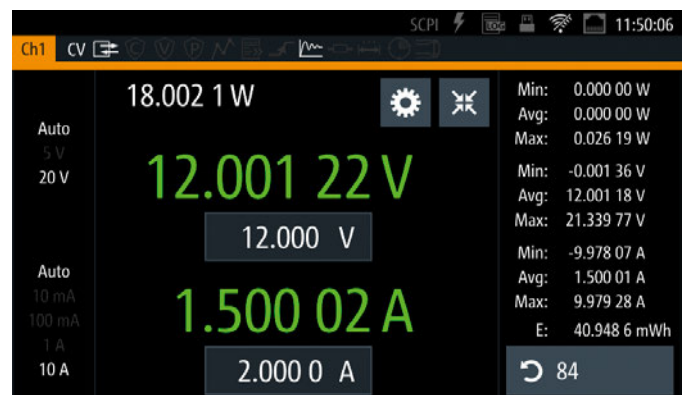 SCPI LOG 11:50:06
Ch1 CV C V P
18.002 1 W
Auto
5 V
20 V
12.001 22 V
12.000 V
Auto
10 mA
100 mA
1 A
10 A
1.500 02 A
2.000 0 A
Min: 0.000 00 W
Avg: 0.000 00 W
Max: 0.026 19 W
Min: -0.001 36 V
Avg: 12.001 18 V
Max: 21.339 77 V
Min: -9.978 07 A
Avg: 1.500 01 A
Max: 9.979 28 A
E: 40.948 6 mWh
84